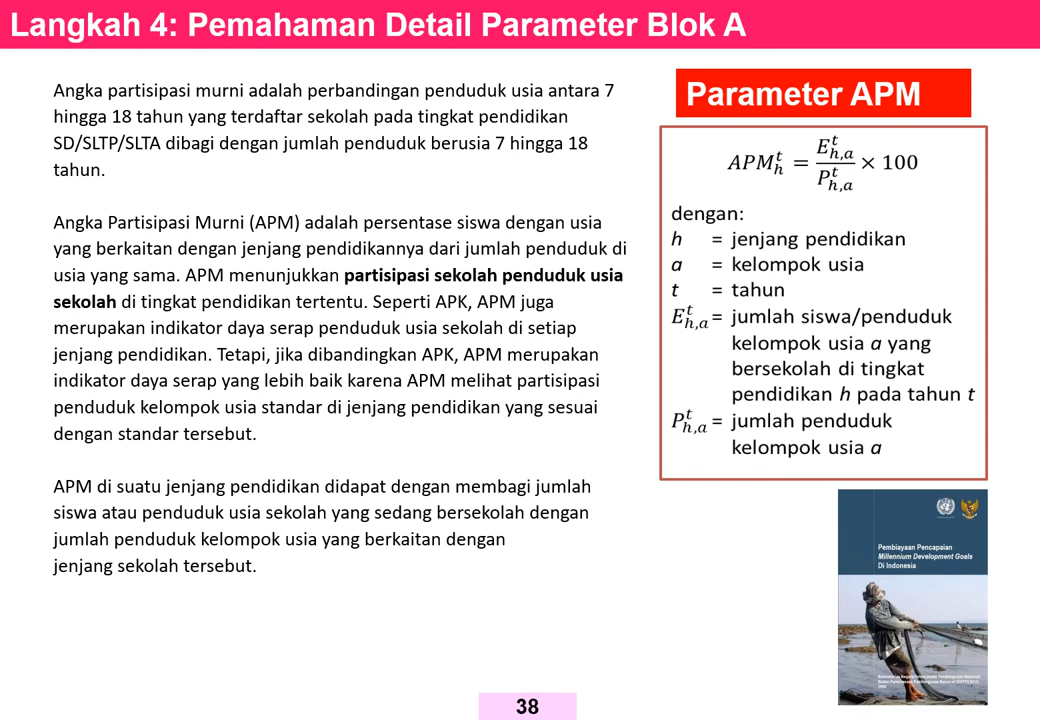 Langkah 4: Pemahaman Detail Parameter Blok A
Angka partisipasi murni adalah perbandingan penduduk usia antara 7
hingga 18 tahun yang terdaftar sekolah pada tingkat pendidikan
SD/SLTP/SLTA dibagi dengan jumlah penduduk berusia 7 hingga 18
tahun.
Angka Partisipasi Murni (APM) adalah persentase siswa dengan usia
yang berkaitan dengan jenjang pendidikannya dari jumlah penduduk di
usia yang sama. APM menunjukkan partisipasi sekolah penduduk usia
sekolah di tingkat pendidikan tertentu. Seperti APK, APM juga
merupakan indikator daya serap penduduk usia sekolah di setiap
jenjang pendidikan. Tetapi, jika dibandingkan APK, APM merupakan
indikator daya serap yang lebih baik karena APM melihat partisipasi
penduduk kelompok usia standar di jenjang pendidikan yang sesuai
dengan standar tersebut.
APM di suatu jenjang pendidikan didapat dengan membagi jumlah
siswa atau penduduk usia sekolah yang sedang bersekolah dengan
jumlah penduduk kelompok usia yang berkaitan dengan
jenjang sekolah tersebut.
Parameter APM
APM_h^t = E_{h,a}^t / P_{h,a}^t × 100
dengan:
h = jenjang pendidikan
a = kelompok usia
t = tahun
E_{h,a}^t = jumlah siswa/penduduk
kelompok usia a yang
bersekolah di tingkat
pendidikan h pada tahun t
P_{h,a}^t = jumlah penduduk
kelompok usia a
Pembiayaan Pencapaian
Millennium Development Goals
Di Indonesia
38